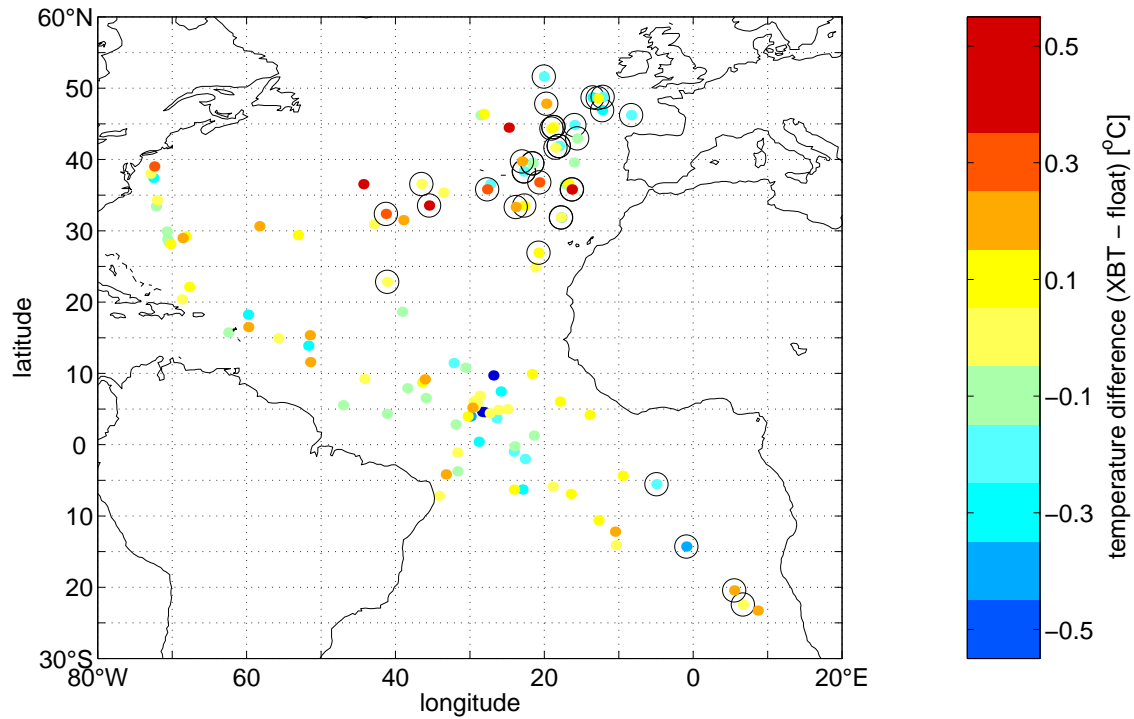 60°N
50
40
30
20
10
0
10
20
30°S
latitude
80°W
60
40
20
0
20°E
longitude
0.5
0.3
0.1
−0.1
−0.3
−0.5
temperature difference (XBT − float) [°C]